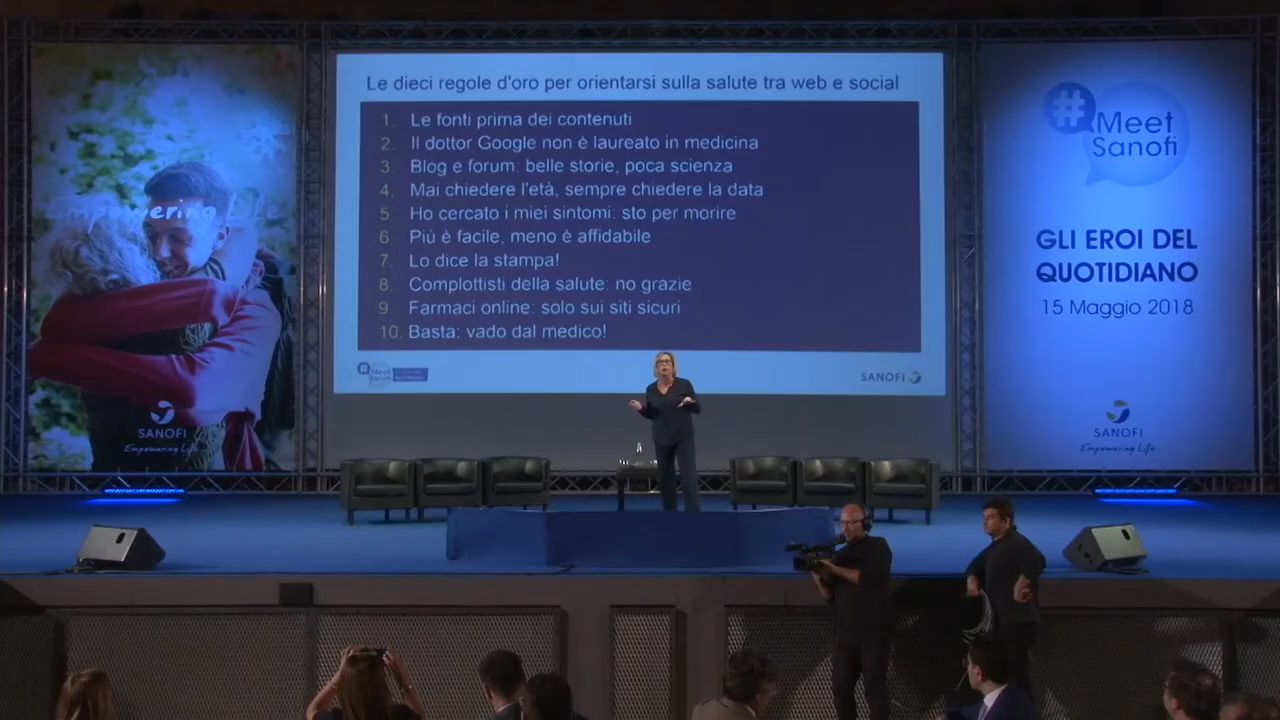 Le dieci regole d'oro per orientarsi sulla salute tra web e social
1. Le fonti prima dei contenuti
2. Il dottor Google non è laureato in medicina
3. Blog e forum: belle storie, poca scienza
4. Mai chiedere l'età, sempre chiedere la data
5. Ho cercato i miei sintomi: sto per morire
6. Più è facile, meno è affidabile
7. Lo dice la stampa!
8. Complottisti della salute: no grazie
9. Farmaci online: solo sui siti sicuri
10. Basta: vado dal medico!
# Meet Sanofi
SANOFI
Empowering Life
SANOFI
Empowering Life
#Meet
Sanofi
GLI EROI DEL
QUOTIDIANO
15 Maggio 2018
SANOFI
Empowering Life